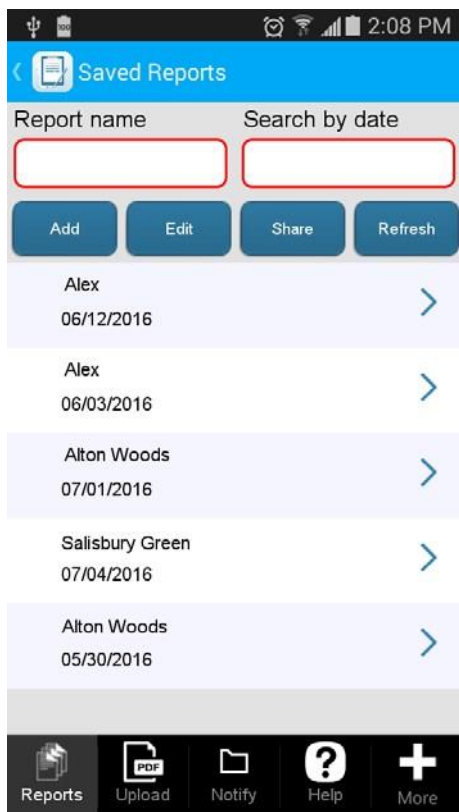 100
2:08 PM
Saved Reports
Report name Search by date
Add Edit Share Refresh
Alex
06/12/2016
Alex
06/03/2016
Alton Woods
07/01/2016
Salisbury Green
07/04/2016
Alton Woods
05/30/2016
PDF ?
Reports Upload Notify Help More